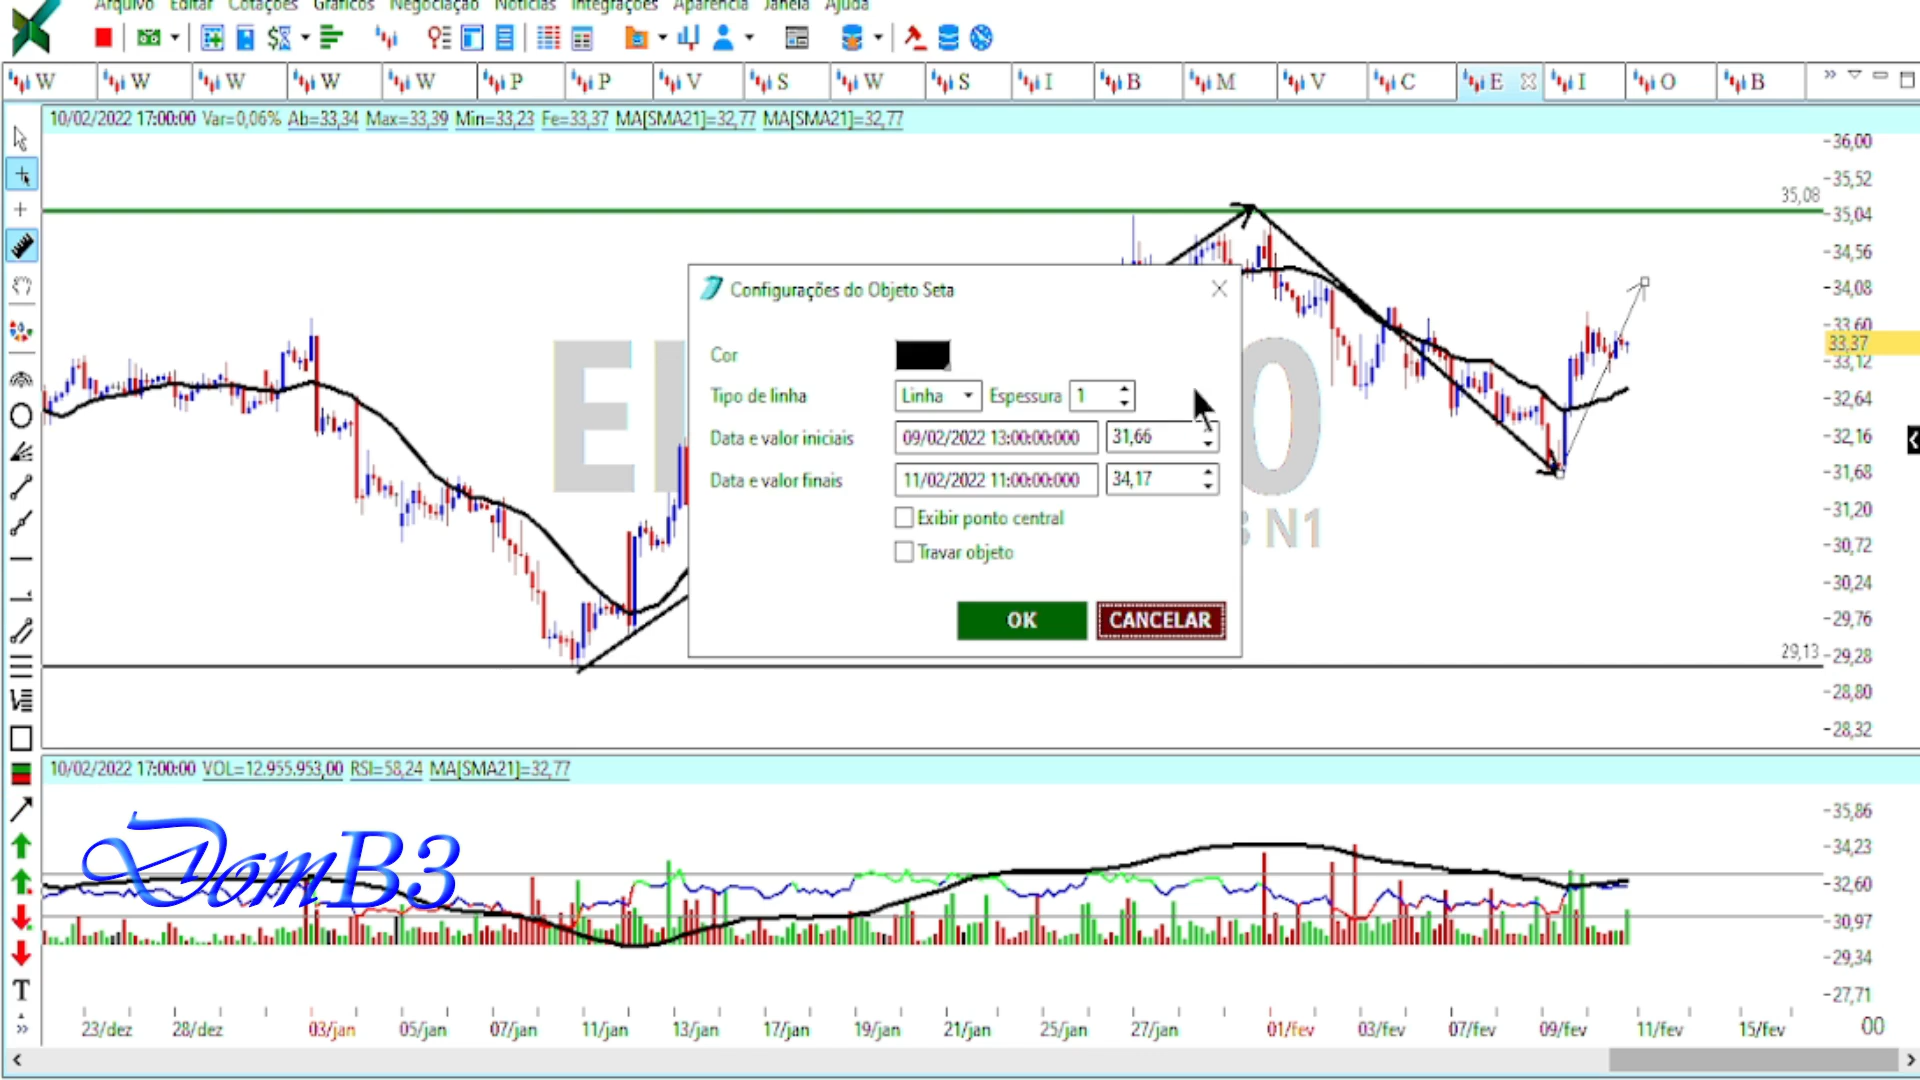 Arquivo Editar Cotações Gráficos Negociação Notícias Integrações Aparência Janela Ajuda
W W W W W P P V S W S I B M V C E I O B
10/02/2022 17:00:00 Var=0,06% Ab=33,34 Max=33,39 Min=33,23 Fe=33,37 MA[SMA21]=32,77 MA[SMA21]=32,77
36,00
35,52
35,08
35,04
34,56
34,08
33,60
33,37
33,12
32,64
32,16
31,68
31,20
30,72
30,24
29,76
29,13
29,28
28,80
28,32
N1
Configurações do Objeto Seta
Cor
Tipo de linha Linha Espessura 1
Data e valor iniciais 09/02/2022 13:00:00:000 31,66
Data e valor finais 11/02/2022 11:00:00:000 34,17
Exibir ponto central
Travar objeto
OK CANCELAR
10/02/2022 17:00:00 VOL=12.955.953,00 RSI=58,24 MA[SMA21]=32,77
DomB3
35,86
34,23
32,60
30,97
29,34
27,71
T
23/dez 28/dez 03/jan 05/jan 07/jan 11/jan 13/jan 17/jan 19/jan 21/jan 25/jan 27/jan 01/fev 03/fev 07/fev 09/fev 11/fev 15/fev 00